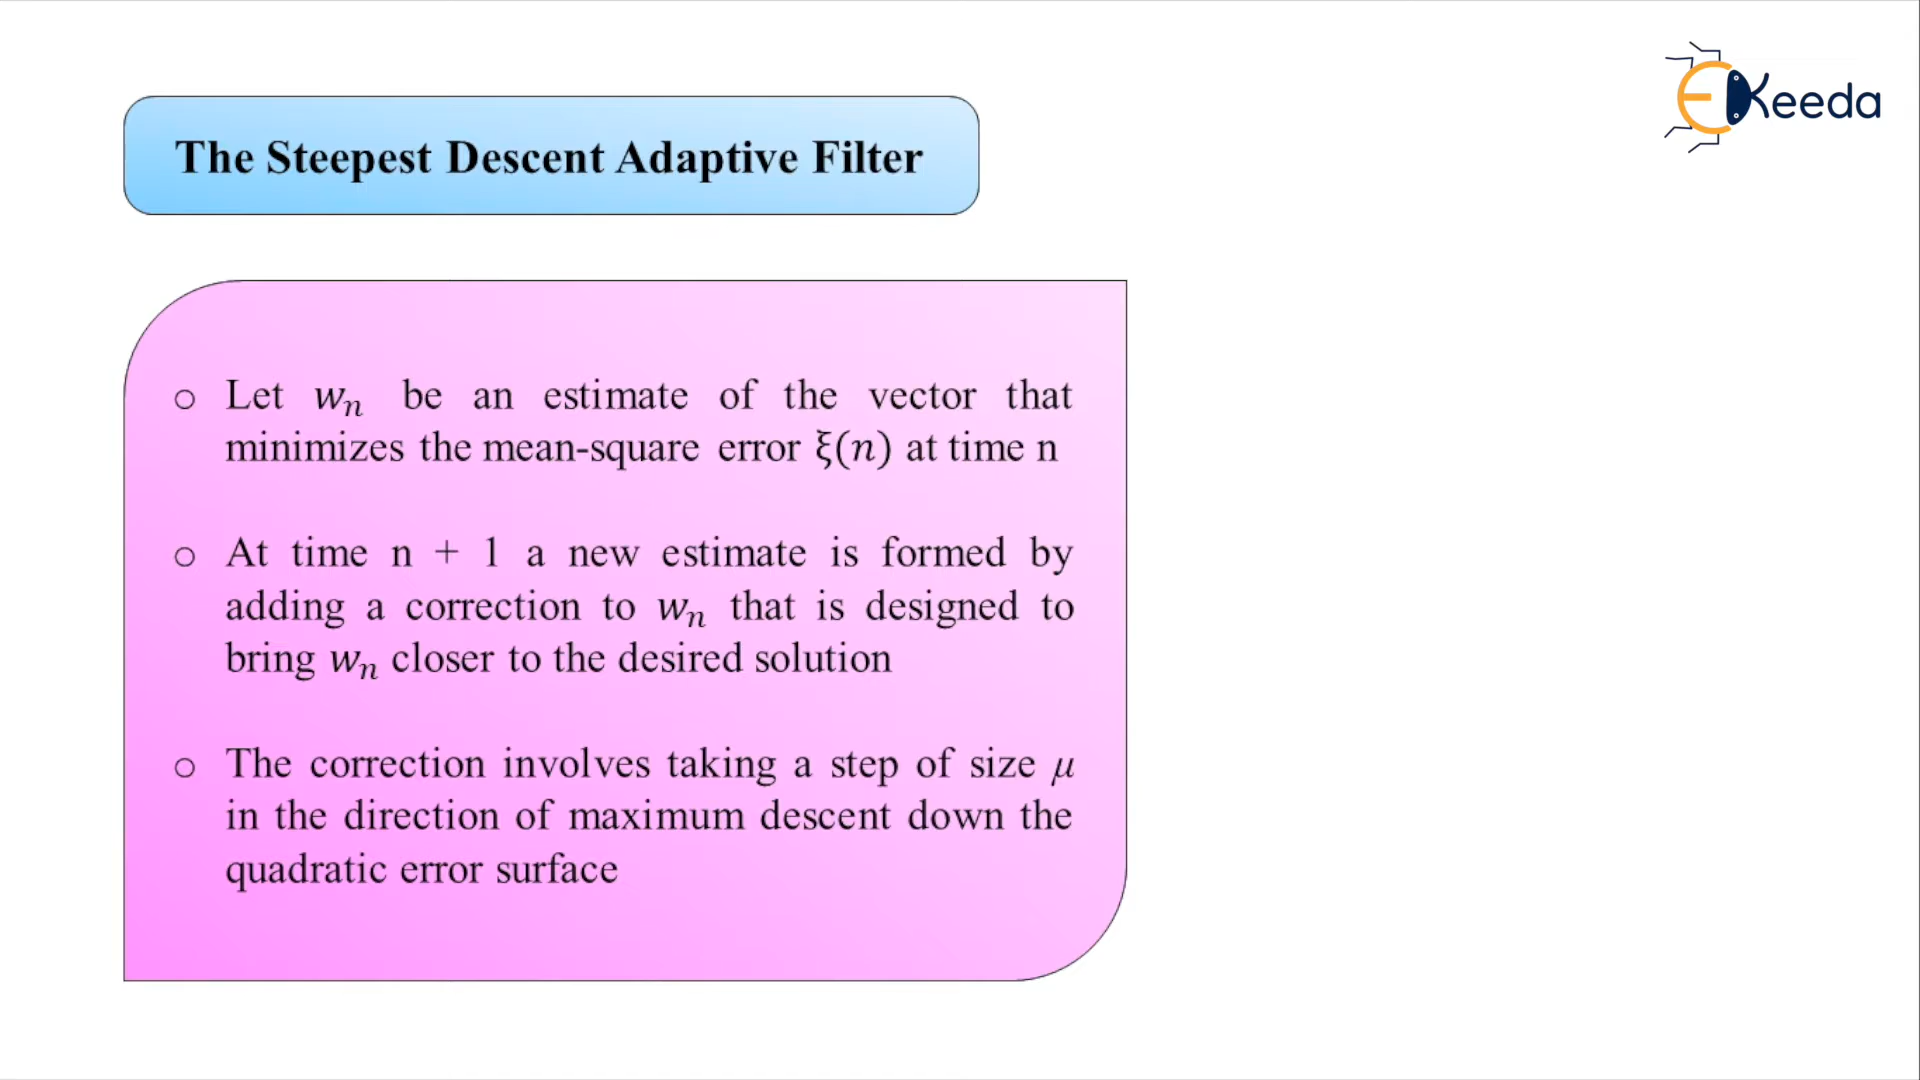 EKeeda
The Steepest Descent Adaptive Filter
o Let wₙ be an estimate of the vector that
minimizes the mean-square error ξ(n) at time n
o At time n + 1 a new estimate is formed by
adding a correction to wₙ that is designed to
bring wₙ closer to the desired solution
o The correction involves taking a step of size μ
in the direction of maximum descent down the
quadratic error surface